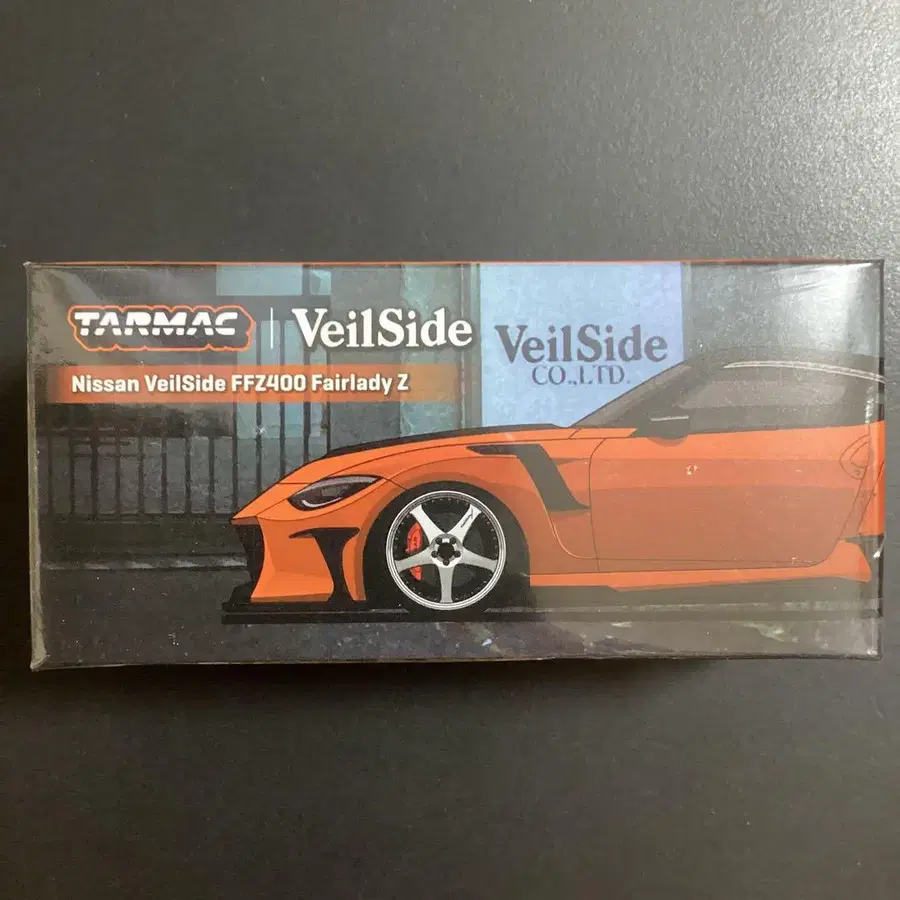 TARMAC | VeilSide
Nissan VeilSide FFZ400 Fairlady Z
VeilSide
CO.,LTD.